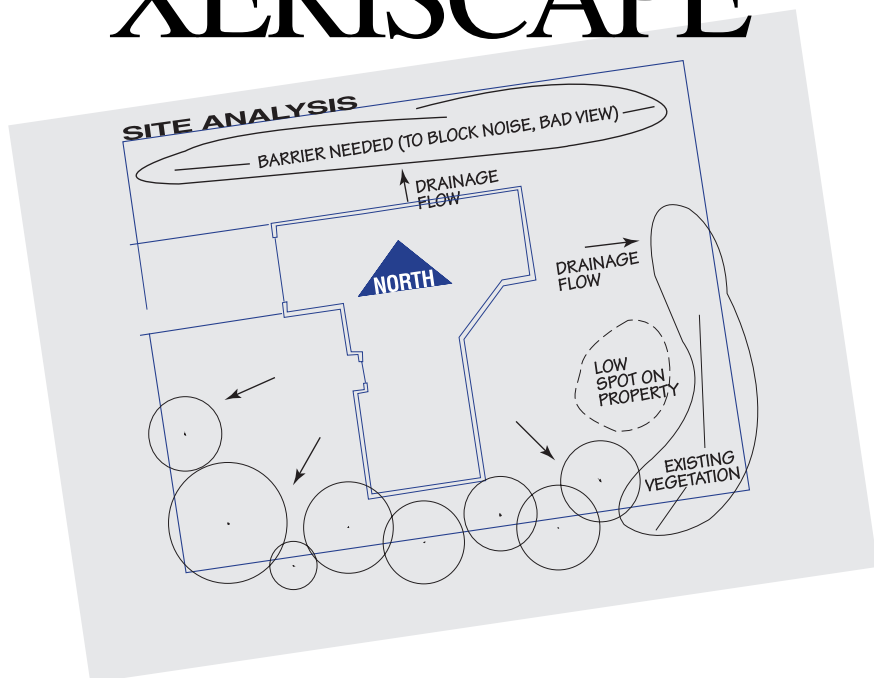 XERISCAPE
SITE ANALYSIS
BARRIER NEEDED (TO BLOCK NOISE, BAD VIEW)
DRAINAGE
FLOW
NORTH
DRAINAGE
FLOW
LOW
SPOT ON
PROPERTY
EXISTING
VEGETATION